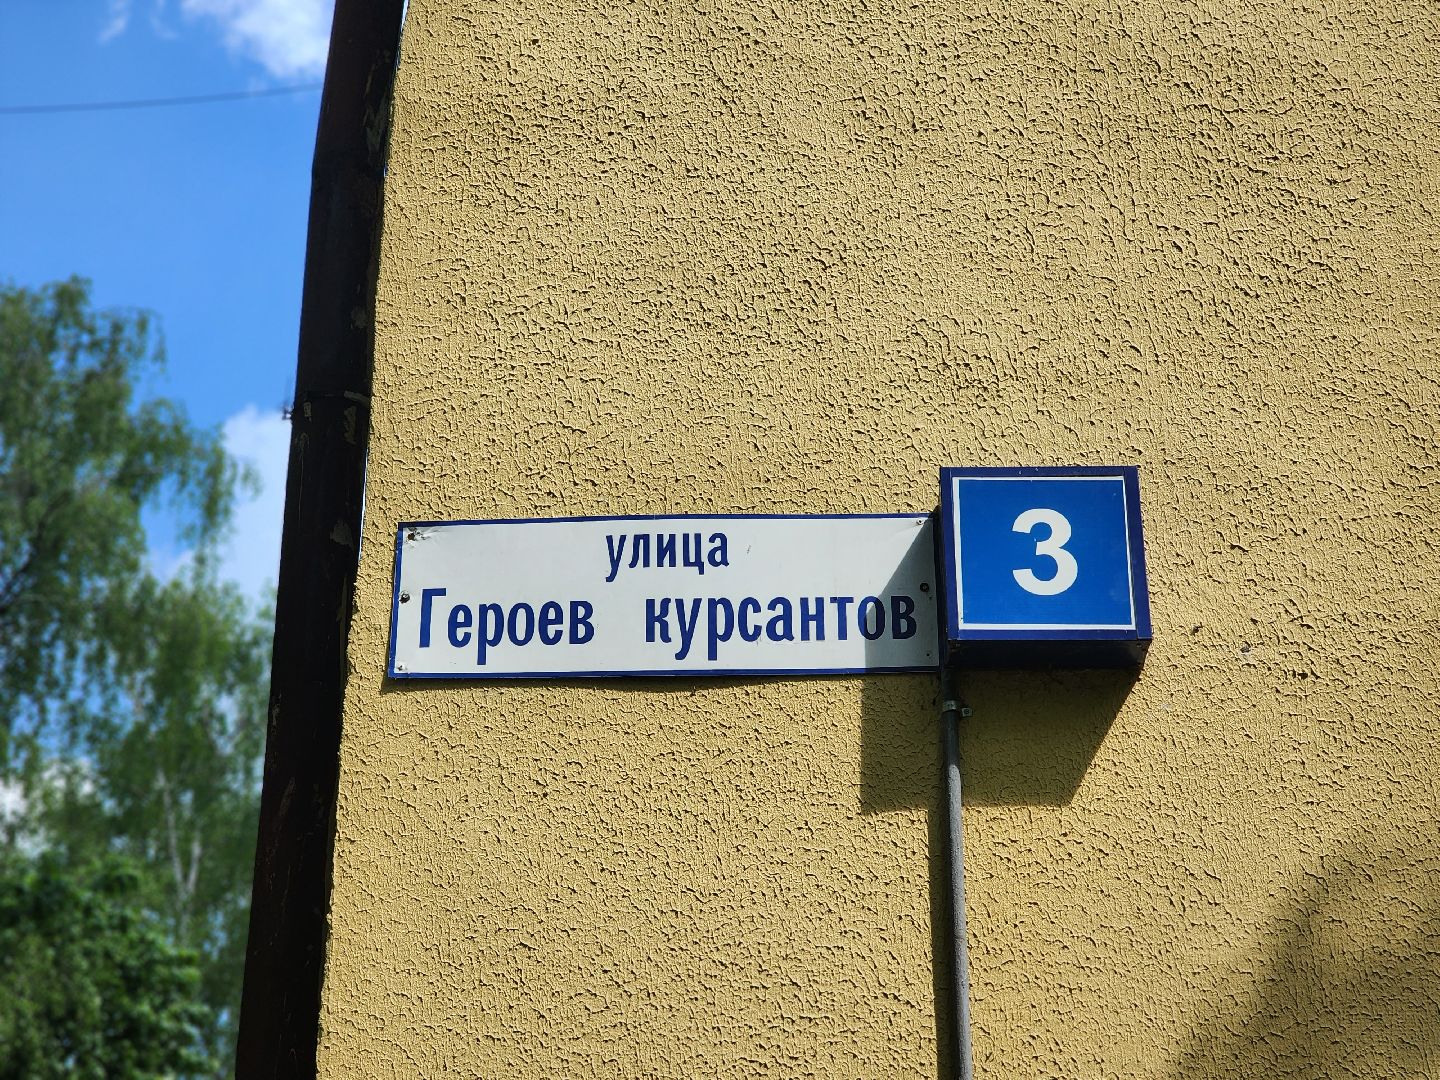 улица
Героев курсантов
3